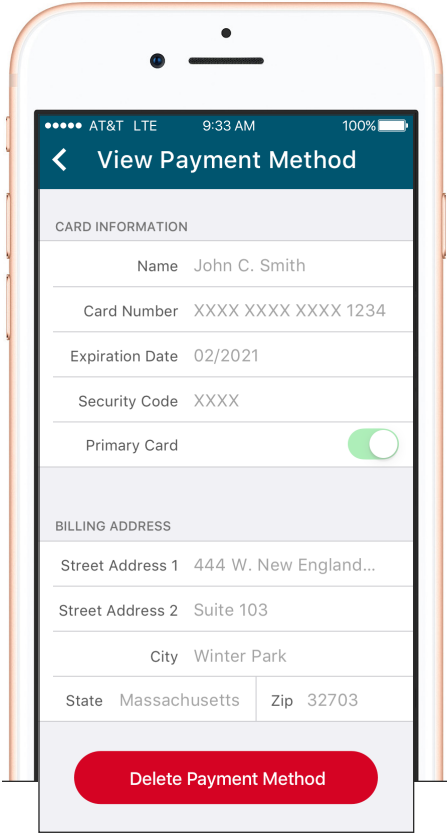 AT&T LTE 9:33 AM 100%
View Payment Method
CARD INFORMATION
Name John C. Smith
Card Number XXXX XXXX XXXX 1234
Expiration Date 02/2021
Security Code XXXX
Primary Card
BILLING ADDRESS
Street Address 1 444 W. New England...
Street Address 2 Suite 103
City Winter Park
State Massachusetts Zip 32703
Delete Payment Method